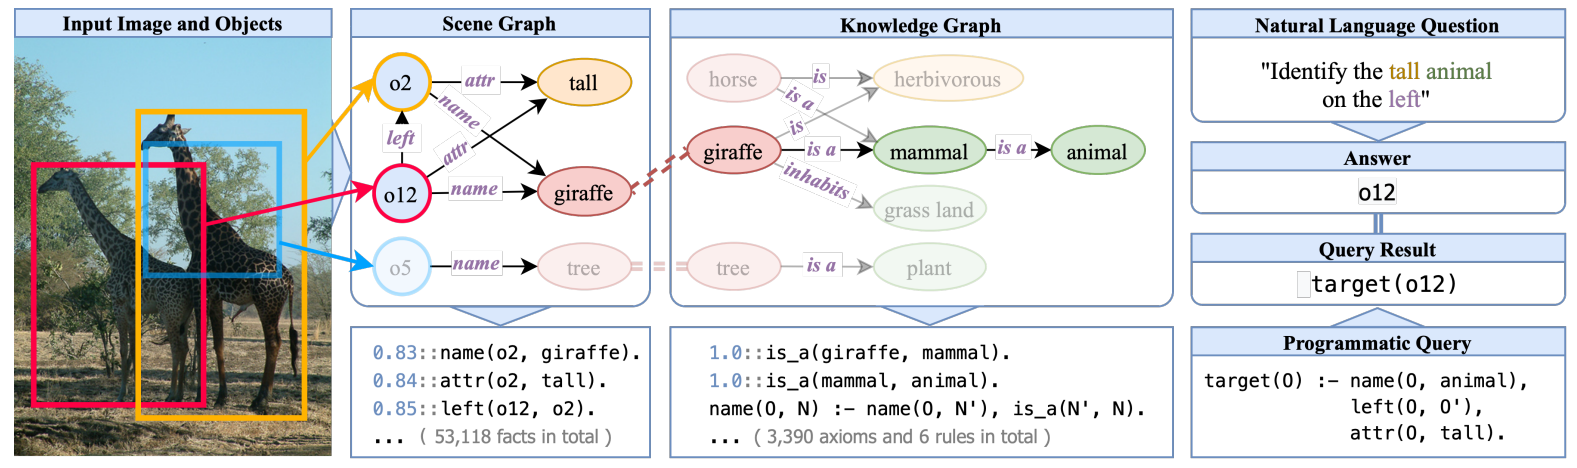 Input Image and Objects
Scene Graph
o2
attr
tall
name
left
attr
o12
name
giraffe
o5
name
tree
0.83::name(o2, giraffe).
0.84::attr(o2, tall).
0.85::left(o12, o2).
... ( 53,118 facts in total )
Knowledge Graph
horse
is
herbivorous
is a
is
giraffe
is a
mammal
is a
animal
inhabits
grass land
tree
is a
plant
1.0::is_a(giraffe, mammal).
1.0::is_a(mammal, animal).
name(O, N) :- name(O, N'), is_a(N', N).
... ( 3,390 axioms and 6 rules in total )
Natural Language Question
"Identify the tall animal
on the left"
Answer
o12
Query Result
target(o12)
Programmatic Query
target(O) :- name(O, animal),
left(O, O'),
attr(O, tall).